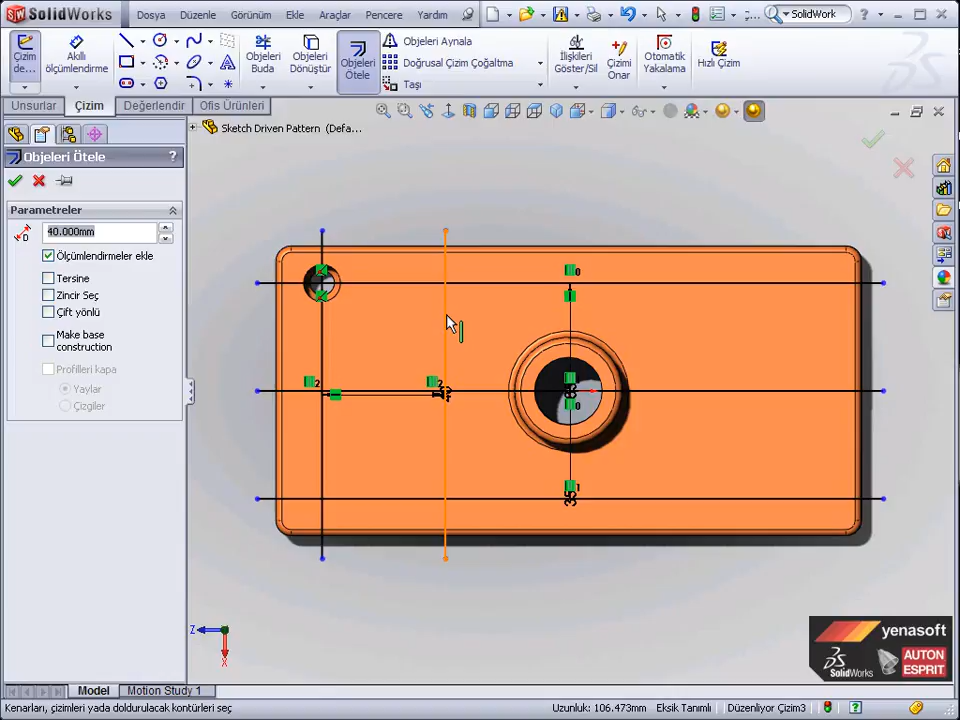 SolidWorks
Dosya Düzenle Görünüm Ekle Araçlar Pencere Yardım
SolidWork
Çizim de...
Akıllı ölçümlendirme
Objeleri Buda
Objeleri Dönüştür
Objeleri Ötele
Objeleri Aynala
Doğrusal Çizim Çoğaltma
Taşı
İlişkileri Göster/Sil
Çizimi Onar
Otomatik Yakalama
Hızlı Çizim
Unsurlar Çizim Değerlendir Ofis Ürünleri
Sketch Driven Pattern (Defa...
Objeleri Ötele ?
Parametreler
40.000mm
Ölçümlendirmeler ekle
Tersine
Zincir Seç
Çift yönlü
Make base construction
Profilleri kapa
Yaylar
Çizgiler
Z
X
yenasoft
SolidWorks
AUTON
ESPRIT
Model Motion Study 1
Kenarları, çizimleri yada doldurulacak kontürleri seç
Uzunluk: 106.473mm Eksik Tanımlı Düzenliyor Çizim3